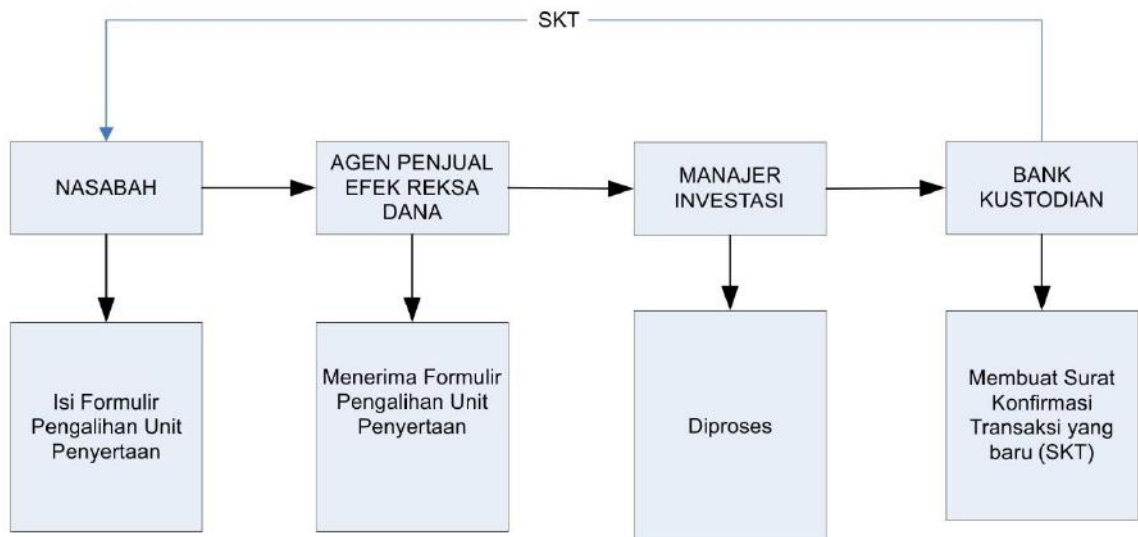 SKT
NASABAH
AGEN PENJUAL
EFEK REKSA
DANA
MANAJER
INVESTASI
BANK
KUSTODIAN
Isi Formulir
Pengalihan Unit
Penyertaan
Menerima Formulir
Pengalihan Unit
Penyertaan
Diproses
Membuat Surat
Konfirmasi
Transaksi yang
baru (SKT)